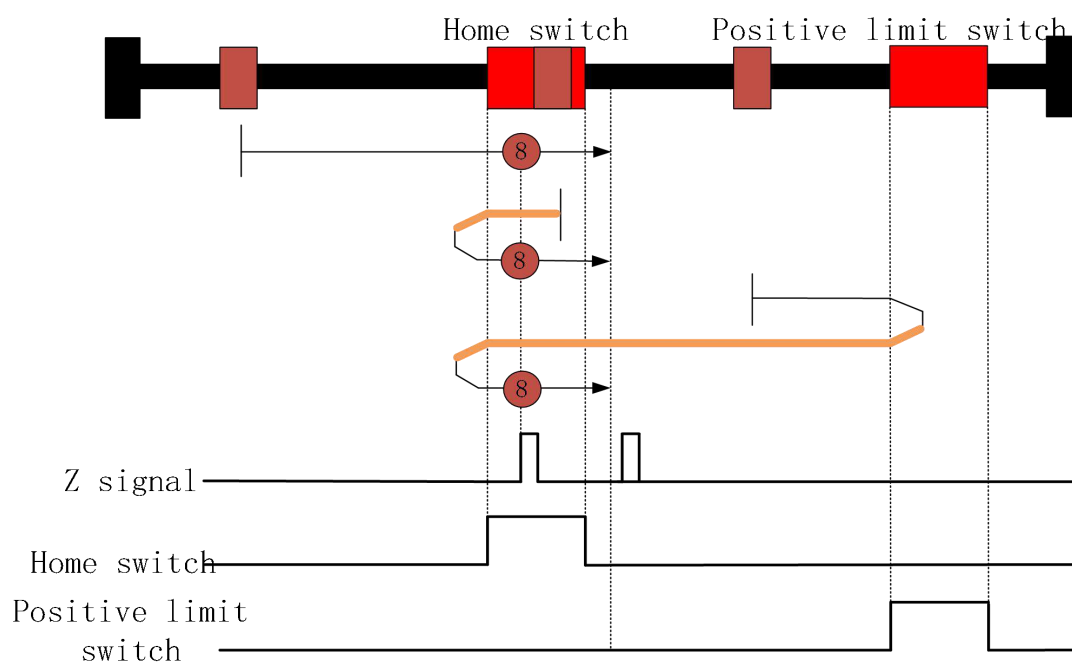 Home switch
Positive limit switch
8
8
8
Z signal
Home switch
Positive limit
switch